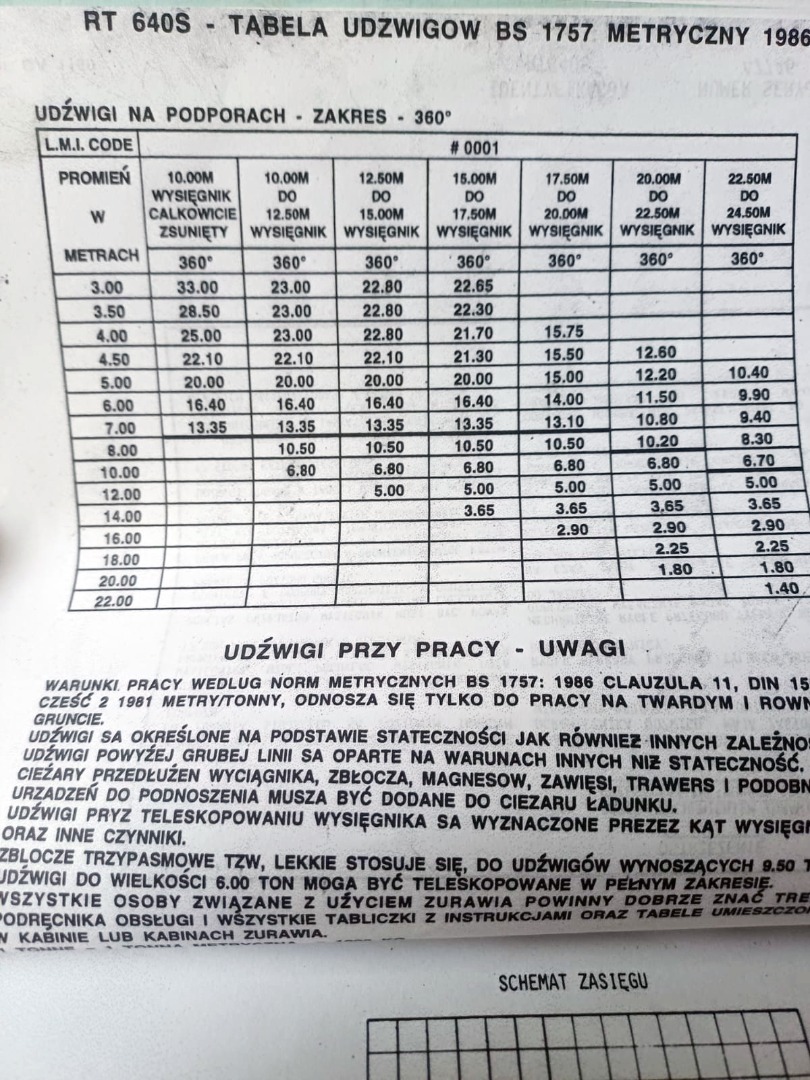 RT 640S - TABELA UDZWIGOW BS 1757 METRYCZNY 1986
UDŹWIGI NA PODPORACH - ZAKRES - 360°
L.M.I. CODE # 0001
PROMIEŃ W METRACH
10.00M WYSIĘGNIK CALKOWICIE ZSUNIĘTY
10.00M DO 12.50M WYSIĘGNIK
12.50M DO 15.00M WYSIĘGNIK
15.00M DO 17.50M WYSIĘGNIK
17.50M DO 20.00M WYSIĘGNIK
20.00M DO 22.50M WYSIĘGNIK
22.50M DO 24.50M WYSIĘGNIK
360° 360° 360° 360° 360° 360° 360°
3.00 33.00 23.00 22.80 22.65
3.50 28.50 23.00 22.80 22.30
4.00 25.00 23.00 22.80 21.70 15.75
4.50 22.10 22.10 22.10 21.30 15.50 12.60
5.00 20.00 20.00 20.00 20.00 15.00 12.20 10.40
6.00 16.40 16.40 16.40 16.40 14.00 11.50 9.90
7.00 13.35 13.35 13.35 13.35 13.10 10.80 9.40
8.00 10.50 10.50 10.50 10.50 10.20 8.30
10.00 6.80 6.80 6.80 6.80 6.80 6.70
12.00 5.00 5.00 5.00 5.00 5.00
14.00 3.65 3.65 3.65 3.65
16.00 2.90 2.90 2.90
18.00 2.25 2.25
20.00 1.80 1.80
22.00 1.40
UDŹWIGI PRZY PRACY - UWAGI
WARUNKI PRACY WEDLUG NORM METRYCZNYCH BS 1757: 1986 CLAUZULA 11, DIN 15
CZEŚĆ 2 1981 METRY/TONNY, ODNOSZA SIĘ TYLKO DO PRACY NA TWARDYM I ROWN
GRUNCIE.
UDŹWIGI SA OKREŚLONE NA PODSTAWIE STATECZNOŚCI JAK RÓWNIEŻ INNYCH ZALEŻNO
UDŹWIGI POWYŻEJ GRUBEJ LINII SA OPARTE NA WARUNACH INNYCH NIŻ STATECZNOŚĆ.
CIEŻARY PRZEDŁUŻEN WYCIĄGNIKA, ZBŁOCZA, MAGNESOW, ZAWIĘSI, TRAWERS I PODOBN
URZADZEŃ DO PODNOSZENIA MUSZA BYĆ DODANE DO CIEZARU ŁADUNKU.
UDŹWIGI PRYZ TELESKOPOWANIU WYSIĘGNIKA SA WYZNACZONE PREZEZ KĄT WYSIĘG
ORAZ INNE CZYNNIKI.
ZBLOCZE TRZYPASMOWE TZW, LEKKIE STOSUJE SIĘ, DO UDŹWIGÓW WYNOSZĄCYCH 9.50 T
UDŹWIGI DO WIELKOŚCI 6.00 TON MOGA BYĆ TELESKOPOWANE W PEŁNYM ZAKRESIĘ.
WSZYSTKIE OSOBY ZWIĄZANE Z UŻYCIEM ZURAWIA POWINNY DOBRZE ZNAĆ TRE
PODRĘCNIKA OBSŁUGI I WŚZYSTKIE TABLICZKI Z INSTRUKCJAMI ORAZ TABELE UMIESZCZO
W KABINIE LUB KABINACH ZURAWIA.
SCHEMAT ZASIĘGU